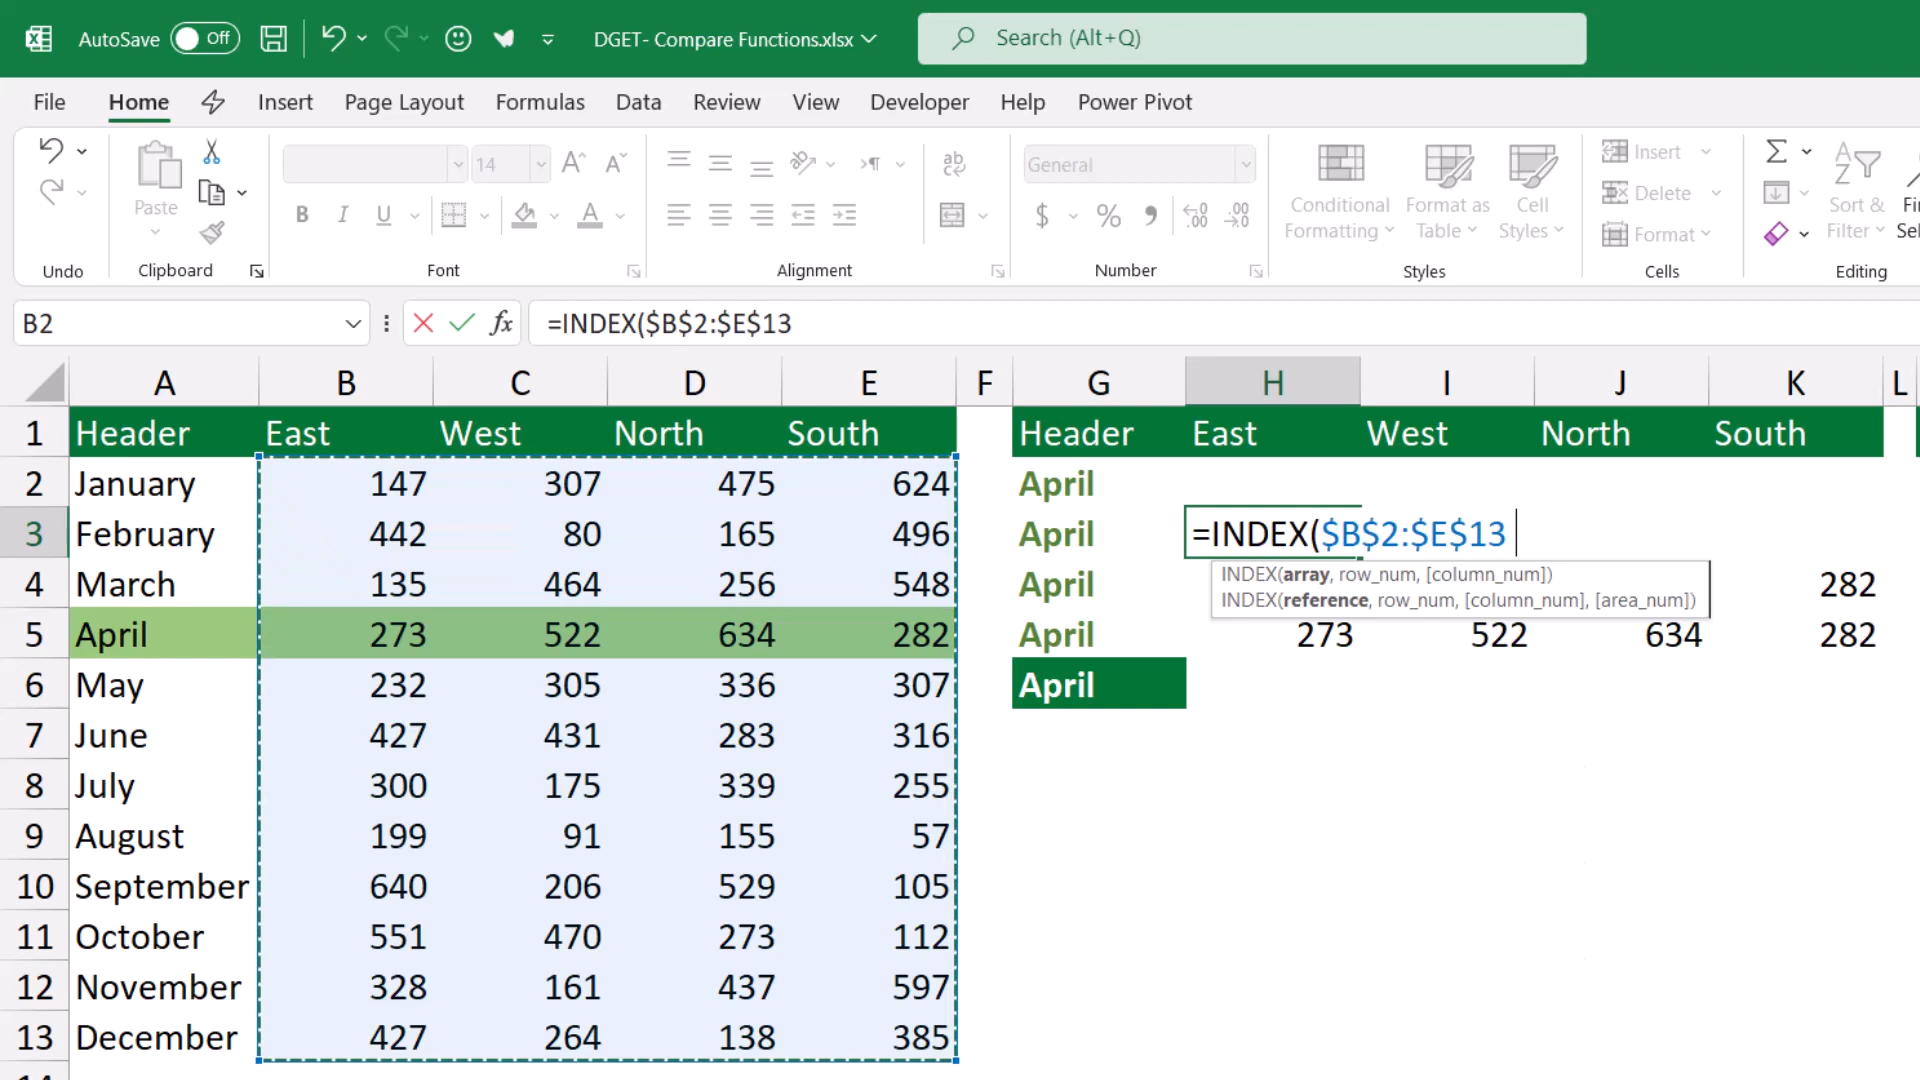 AutoSave Off DGET- Compare Functions.xlsx Search (Alt+Q)
File Home Insert Page Layout Formulas Data Review View Developer Help Power Pivot
Undo
Paste
Clipboard
14
B I U A
Font
ab
Alignment
General
$ % 9
Number
Conditional Formatting
Format as Table
Cell Styles
Styles
Insert
Delete
Format
Cells
Sort & Filter
Editing
B2 fx =INDEX($B$2:$E$13
A B C D E F G H I J K L
1 Header East West North South Header East West North South
2 January 147 307 475 624 April
3 February 442 80 165 496 April =INDEX($B$2:$E$13
INDEX(array, row_num, [column_num])
INDEX(reference, row_num, [column_num], [area_num])
4 March 135 464 256 548 April 282
5 April 273 522 634 282 April 273 522 634 282
6 May 232 305 336 307 April
7 June 427 431 283 316
8 July 300 175 339 255
9 August 199 91 155 57
10 September 640 206 529 105
11 October 551 470 273 112
12 November 328 161 437 597
13 December 427 264 138 385